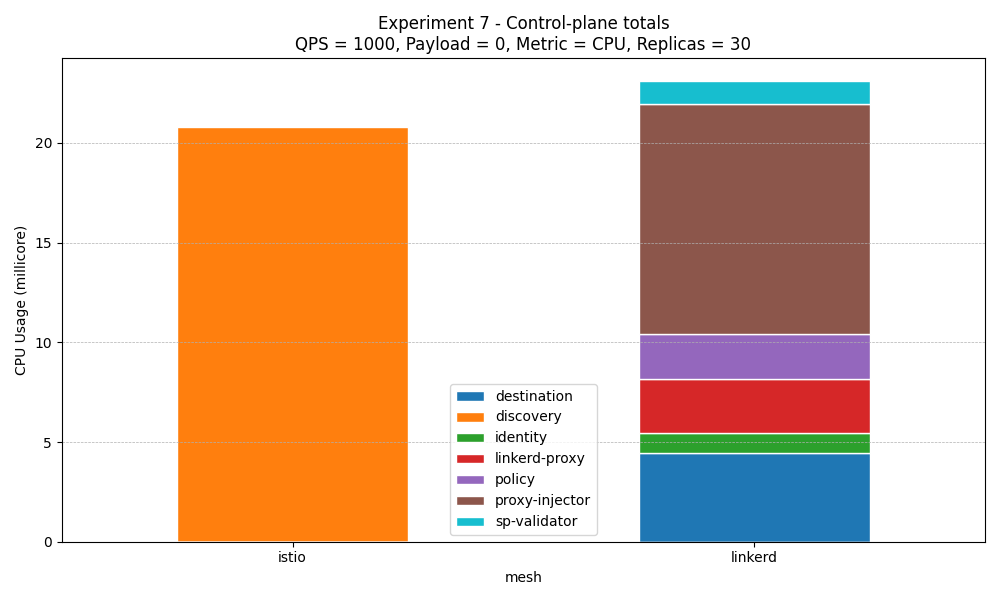 Experiment 7 - Control-plane totals
QPS = 1000, Payload = 0, Metric = CPU, Replicas = 30
CPU Usage (millicore)
20
15
10
5
0
destination
discovery
identity
linkerd-proxy
policy
proxy-injector
sp-validator
istio
linkerd
mesh